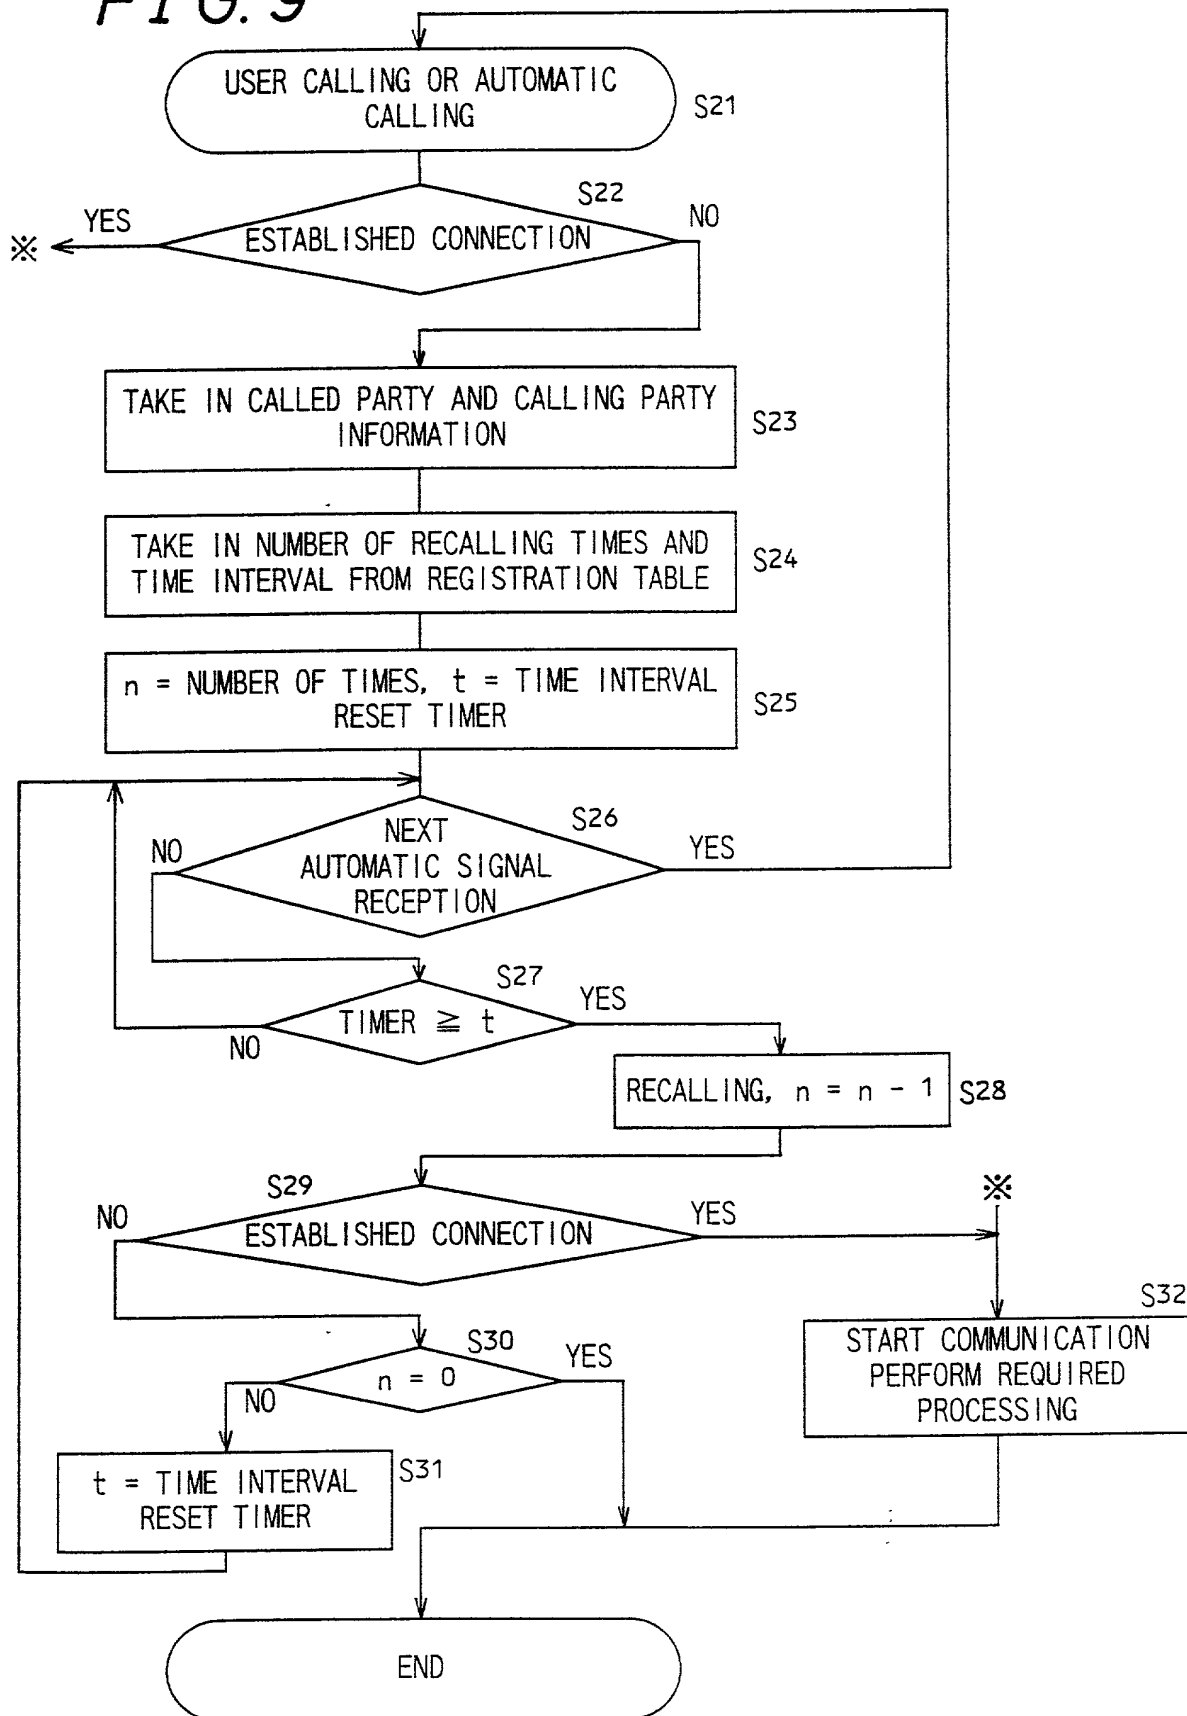 FIG. 9
USER CALLING OR AUTOMATIC
CALLING
S21
S22
YES
NO
※
ESTABLISHED CONNECTION
TAKE IN CALLED PARTY AND CALLING PARTY
INFORMATION
S23
TAKE IN NUMBER OF RECALLING TIMES AND
TIME INTERVAL FROM REGISTRATION TABLE
S24
n = NUMBER OF TIMES, t = TIME INTERVAL
RESET TIMER
S25
S26
NO
NEXT
AUTOMATIC SIGNAL
RECEPTION
YES
S27
TIMER ≧ t
YES
NO
RECALLING, n = n - 1
S28
S29
※
NO
ESTABLISHED CONNECTION
YES
S32
START COMMUNICATION
PERFORM REQUIRED
PROCESSING
S30
n = 0
YES
NO
t = TIME INTERVAL
RESET TIMER
S31
END